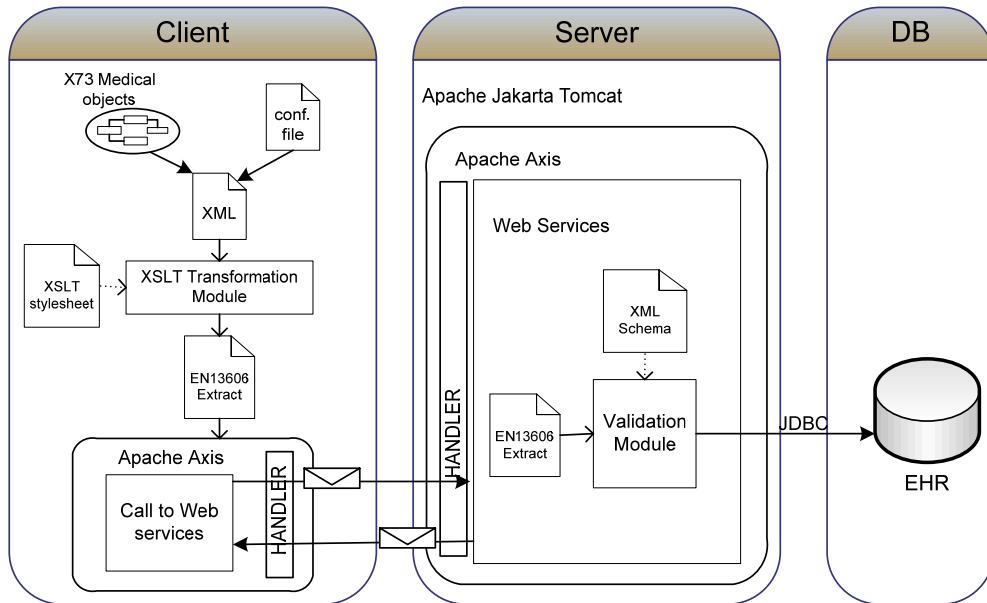 Client
Server
DB
X73 Medical
objects
conf.
file
XML
XSLT
stylesheet
XSLT Transformation
Module
EN13606
Extract
Apache Axis
Call to Web
services
HANDLER
Apache Jakarta Tomcat
Apache Axis
HANDLER
Web Services
XML
Schema
EN13606
Extract
Validation
Module
JDBC
EHR